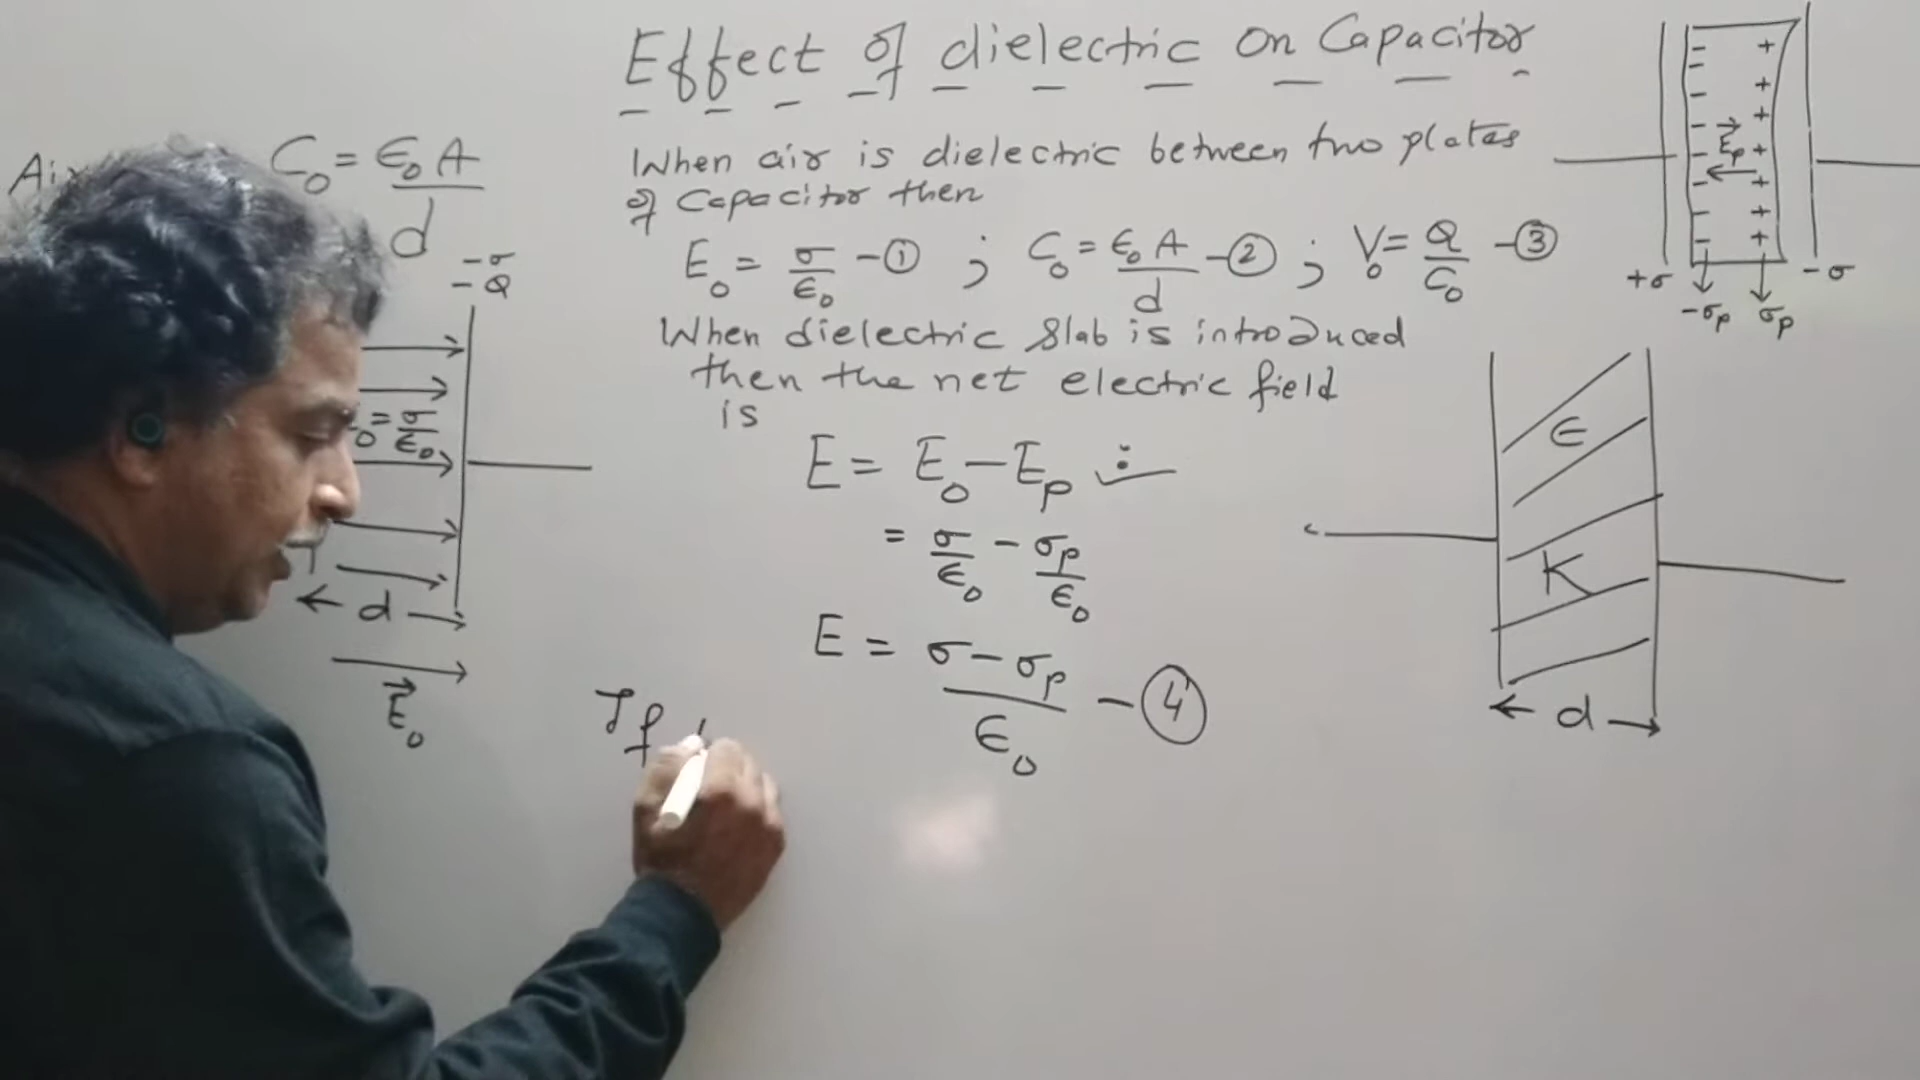 Effect of dielectric on Capacitor
When air is dielectric between two plates
of Capacitor then
E₀ = σ/ε₀ - ① ; C₀ = ε₀A/d - ② ; V₀ = Q/C₀ - ③
When dielectric slab is introduced
then the net electric field
is
E = E₀ - Eₚ
= σ/ε₀ - σₚ/ε₀
E = σ - σₚ/ε₀ - ④
If
C₀ = ε₀A/d
-σ
-Q
₀ = σ/ε₀
← d →
E₀
Eₚ
+σ
-σₚ
σₚ
-σ
ε
K
← d →